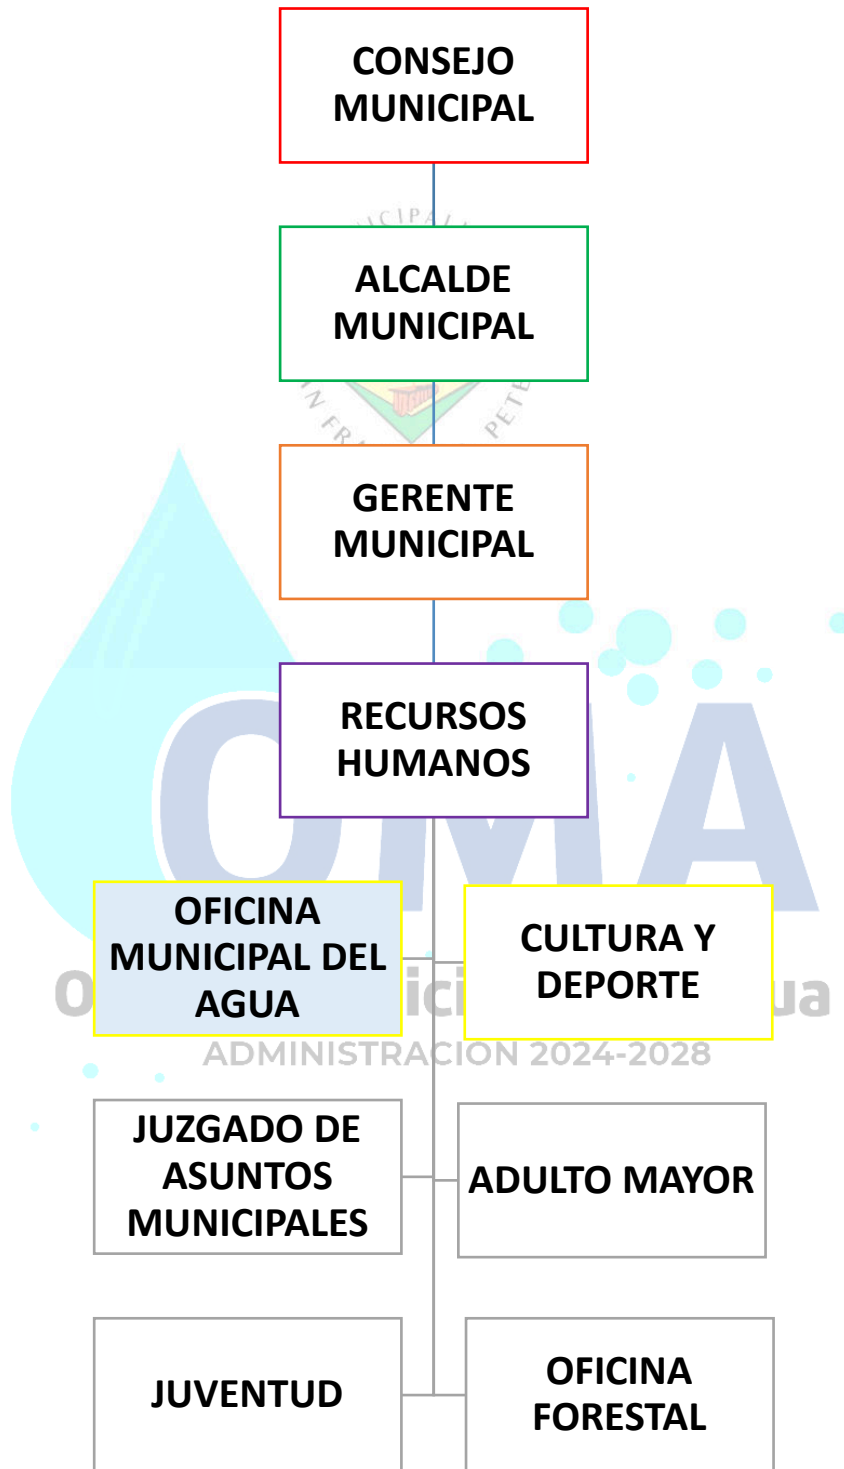 CONSEJO
MUNICIPAL
ALCALDE
MUNICIPAL
GERENTE
MUNICIPAL
RECURSOS
HUMANOS
OMA
OFICINA
MUNICIPAL DEL
AGUA
CULTURA Y
DEPORTE
ADMINISTRACION 2024-2028
JUZGADO DE
ASUNTOS
MUNICIPALES
ADULTO MAYOR
JUVENTUD
OFICINA
FORESTAL